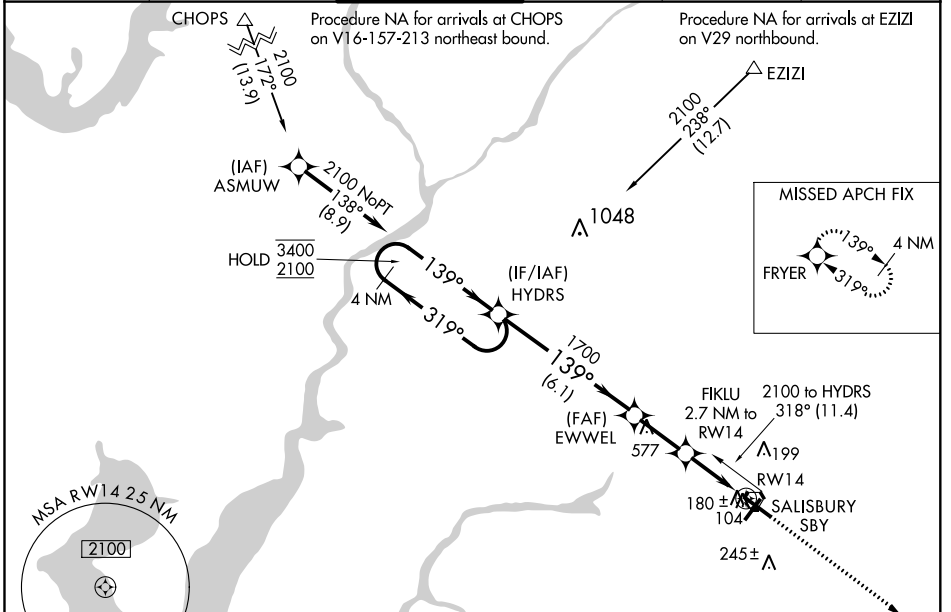 CHOPS
Procedure NA for arrivals at CHOPS
on V16-157-213 northeast bound.
Procedure NA for arrivals at EZIZI
on V29 northbound.
2100
172°
(13.9)
EZIZI
2100
238°
(12.7)
(IAF)
ASMUW
2100 NoPT
138°
(8.9)
MISSED APCH FIX
139°
4 NM
FRYER
319°
1048
HOLD
3400
2100
4 NM
139°
319°
(IF/IAF)
HYDRS
1700
139°
(6.1)
(FAF)
EWWEL
577
FIKLU
2.7 NM to
RW14
2100 to HYDRS
318° (11.4)
199
RW14
180 ±
104
SALISBURY
SBY
245±
MSA RW14 25 NM
2100